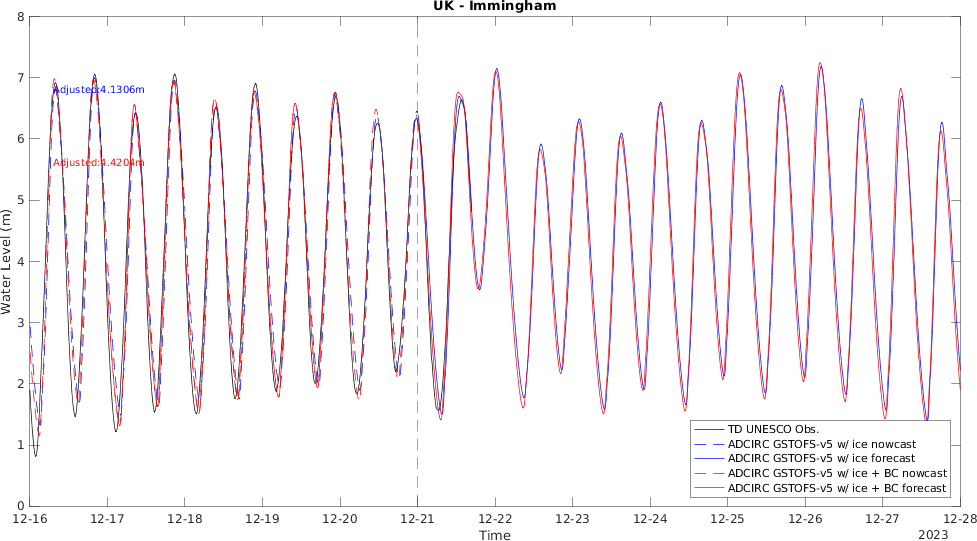 UK - Immingham
8
7
6
5
4
3
2
1
0
Water Level (m)
Adjusted:4.1306m
Adjusted:4.4204m
TD UNESCO Obs.
ADCIRC GSTOFS-v5 w/ ice nowcast
ADCIRC GSTOFS-v5 w/ ice forecast
ADCIRC GSTOFS-v5 w/ ice + BC nowcast
ADCIRC GSTOFS-v5 w/ ice + BC forecast
12-16 12-17 12-18 12-19 12-20 12-21 12-22 12-23 12-24 12-25 12-26 12-27 12-28
Time
2023